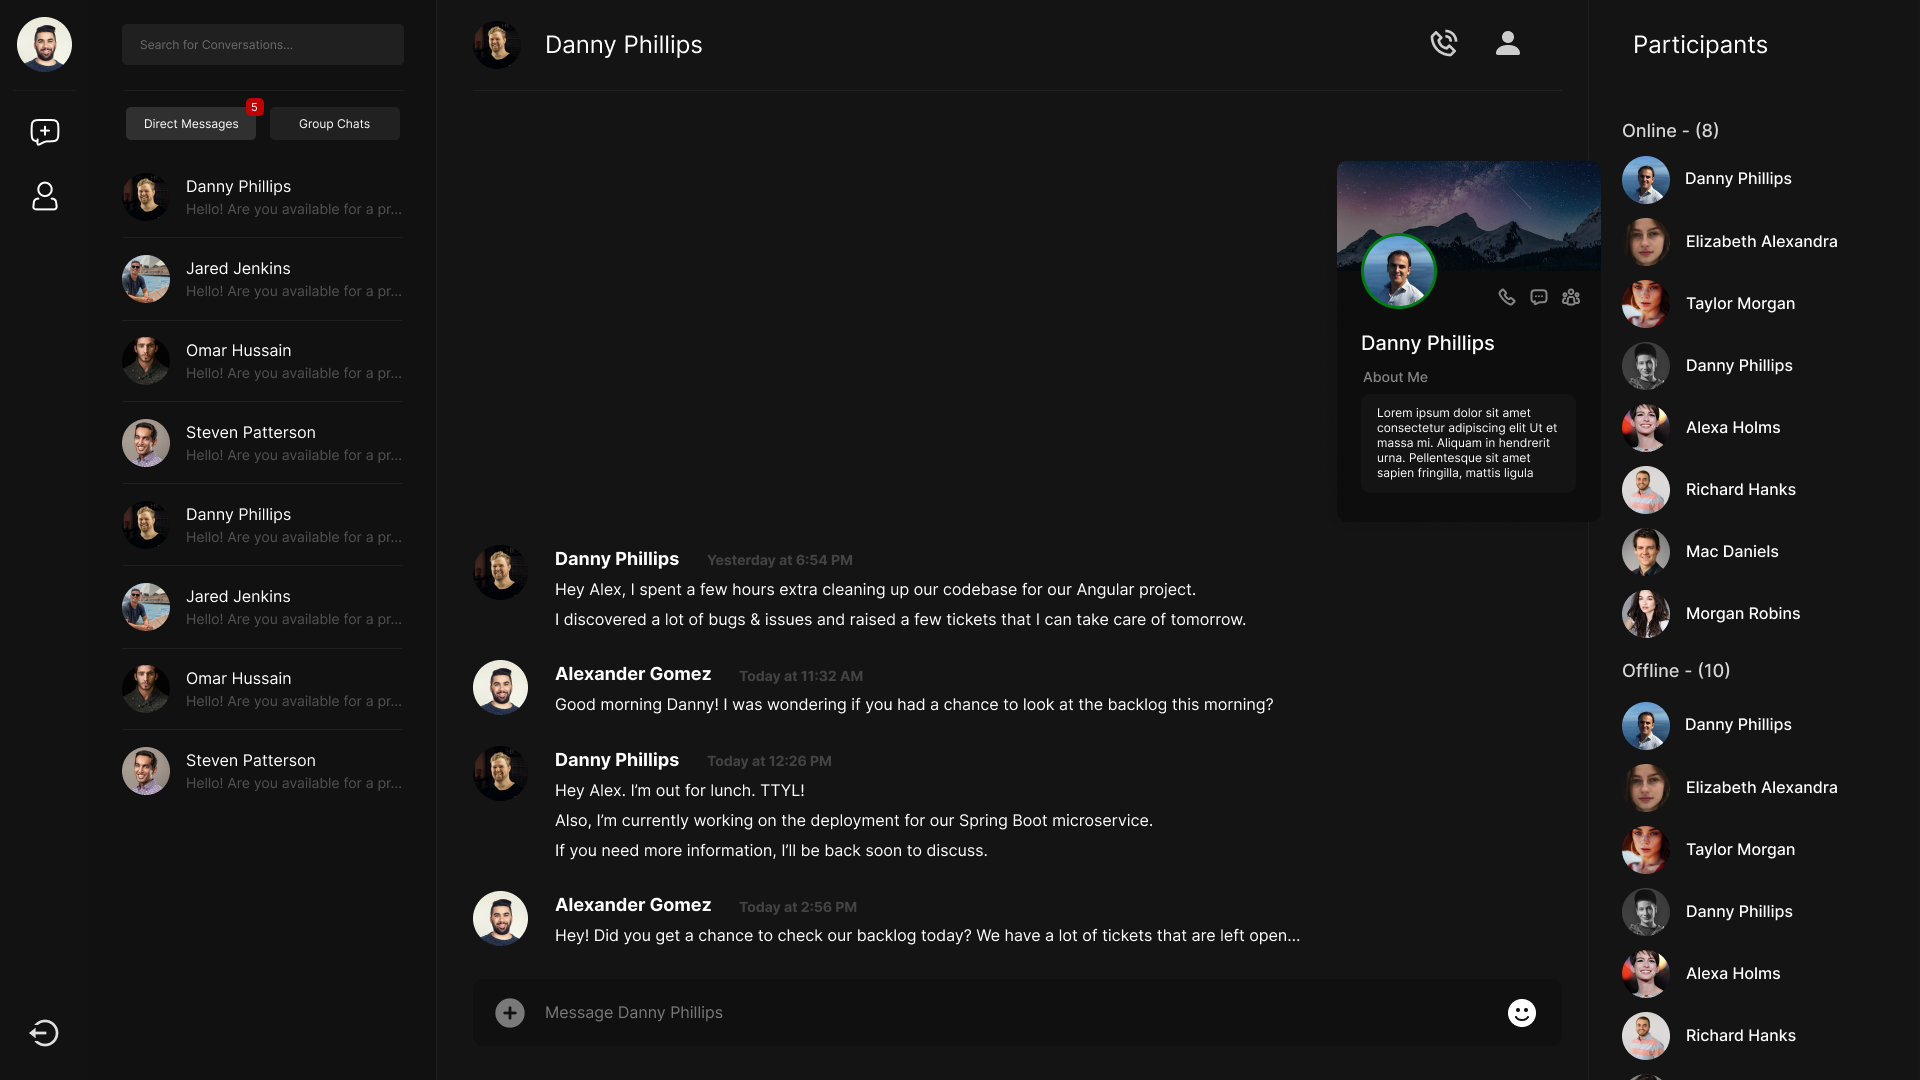 Search for Conversations...
Direct Messages
5
Group Chats
Danny Phillips
Hello! Are you available for a pr...
Jared Jenkins
Hello! Are you available for a pr...
Omar Hussain
Hello! Are you available for a pr...
Steven Patterson
Hello! Are you available for a pr...
Danny Phillips
Hello! Are you available for a pr...
Jared Jenkins
Hello! Are you available for a pr...
Omar Hussain
Hello! Are you available for a pr...
Steven Patterson
Hello! Are you available for a pr...
Danny Phillips
Danny Phillips
About Me
Lorem ipsum dolor sit amet
consectetur adipiscing elit Ut et
massa mi. Aliquam in hendrerit
urna. Pellentesque sit amet
sapien fringilla, mattis ligula
Danny Phillips Yesterday at 6:54 PM
Hey Alex, I spent a few hours extra cleaning up our codebase for our Angular project.
I discovered a lot of bugs & issues and raised a few tickets that I can take care of tomorrow.
Alexander Gomez Today at 11:32 AM
Good morning Danny! I was wondering if you had a chance to look at the backlog this morning?
Danny Phillips Today at 12:26 PM
Hey Alex. I’m out for lunch. TTYL!
Also, I’m currently working on the deployment for our Spring Boot microservice.
If you need more information, I’ll be back soon to discuss.
Alexander Gomez Today at 2:56 PM
Hey! Did you get a chance to check our backlog today? We have a lot of tickets that are left open...
Message Danny Phillips
Participants
Online - (8)
Danny Phillips
Elizabeth Alexandra
Taylor Morgan
Danny Phillips
Alexa Holms
Richard Hanks
Mac Daniels
Morgan Robins
Offline - (10)
Danny Phillips
Elizabeth Alexandra
Taylor Morgan
Danny Phillips
Alexa Holms
Richard Hanks